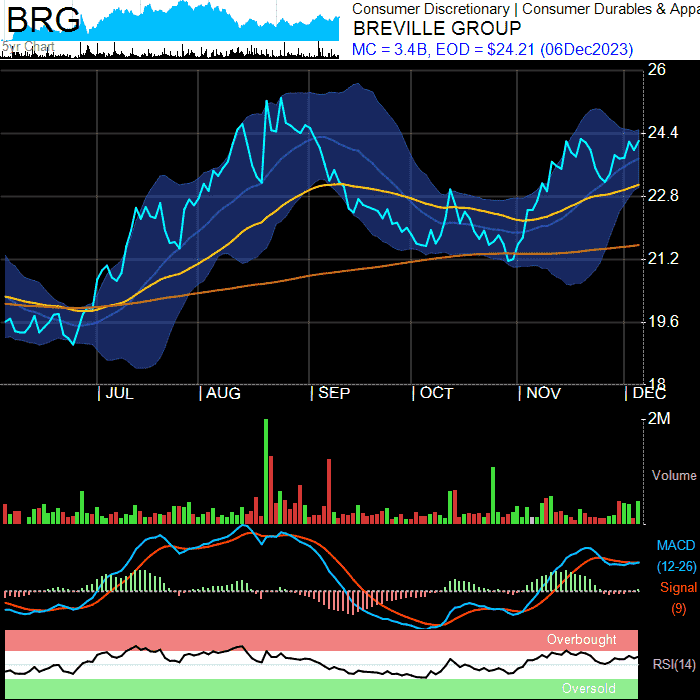 BRG
5yr Chart
Consumer Discretionary | Consumer Durables & Appa
BREVILLE GROUP
MC = 3.4B, EOD = $24.21 (06Dec2023)
26
24.4
22.8
21.2
19.6
18
| JUL | AUG | SEP | OCT | NOV | DEC
2M
Volume
MACD
(12-26)
Signal
(9)
Overbought
RSI(14)
Oversold